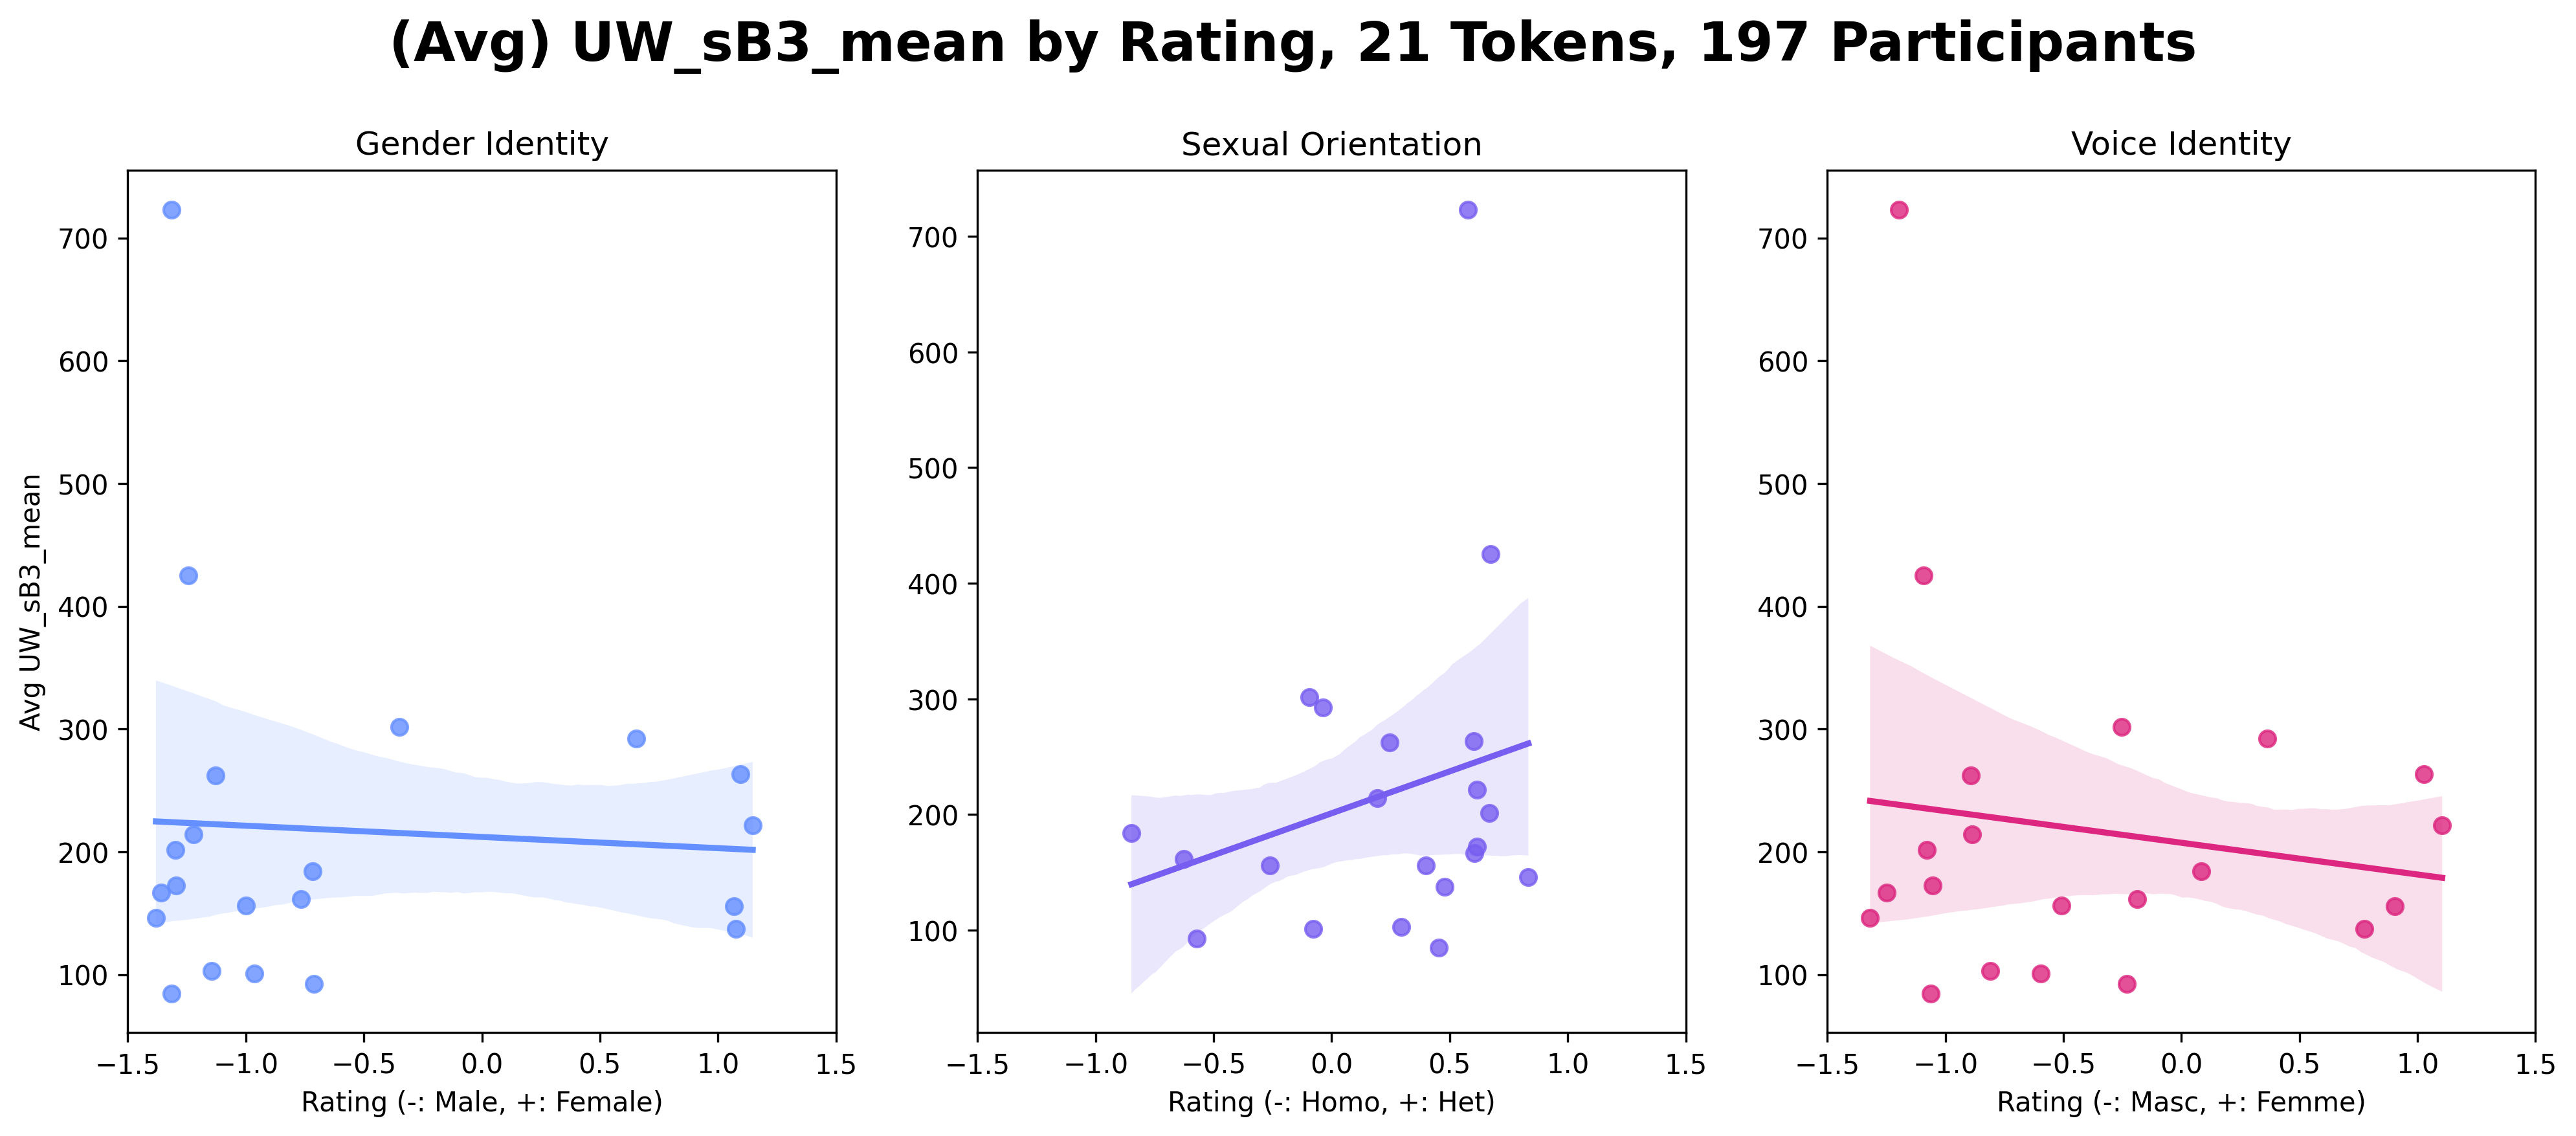 (Avg) UW_sB3_mean by Rating, 21 Tokens, 197 Participants
Gender Identity
Avg UW_sB3_mean
700
600
500
400
300
200
100
−1.5 −1.0 −0.5 0.0 0.5 1.0 1.5
Rating (-: Male, +: Female)
Sexual Orientation
700
600
500
400
300
200
100
−1.5 −1.0 −0.5 0.0 0.5 1.0 1.5
Rating (-: Homo, +: Het)
Voice Identity
700
600
500
400
300
200
100
−1.5 −1.0 −0.5 0.0 0.5 1.0 1.5
Rating (-: Masc, +: Femme)